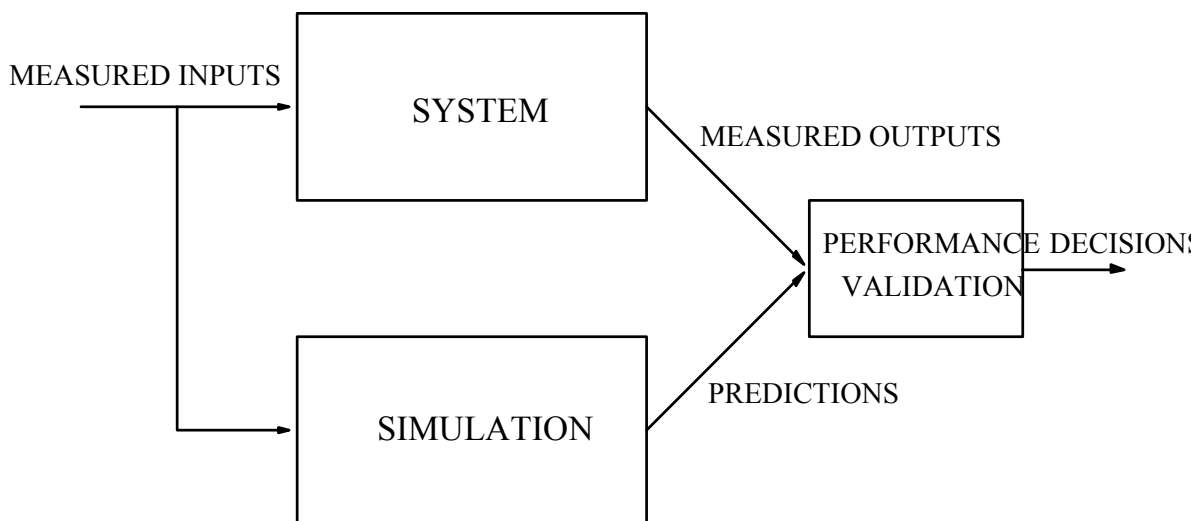 MEASURED INPUTS
SYSTEM
MEASURED OUTPUTS
PERFORMANCE DECISIONS
VALIDATION
PREDICTIONS
SIMULATION